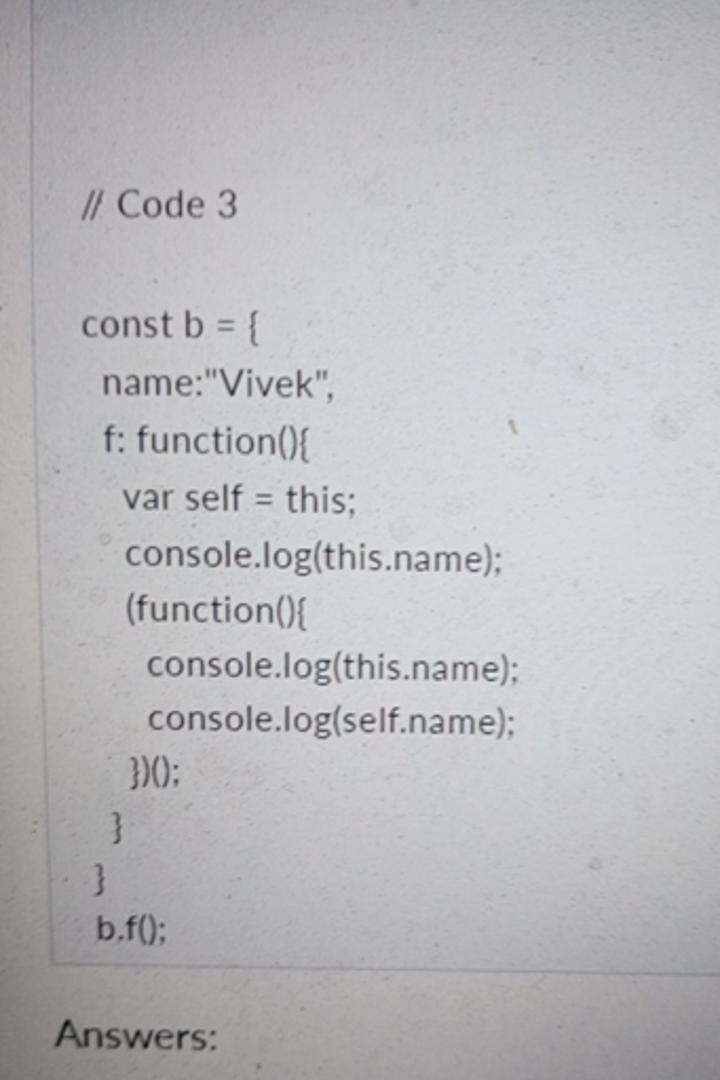 // Code 3
const b = {
name:"Vivek",
f: function(){
var self = this;
console.log(this.name);
(function(){
console.log(this.name);
console.log(self.name);
})();
}
}
b.f();
Answers: